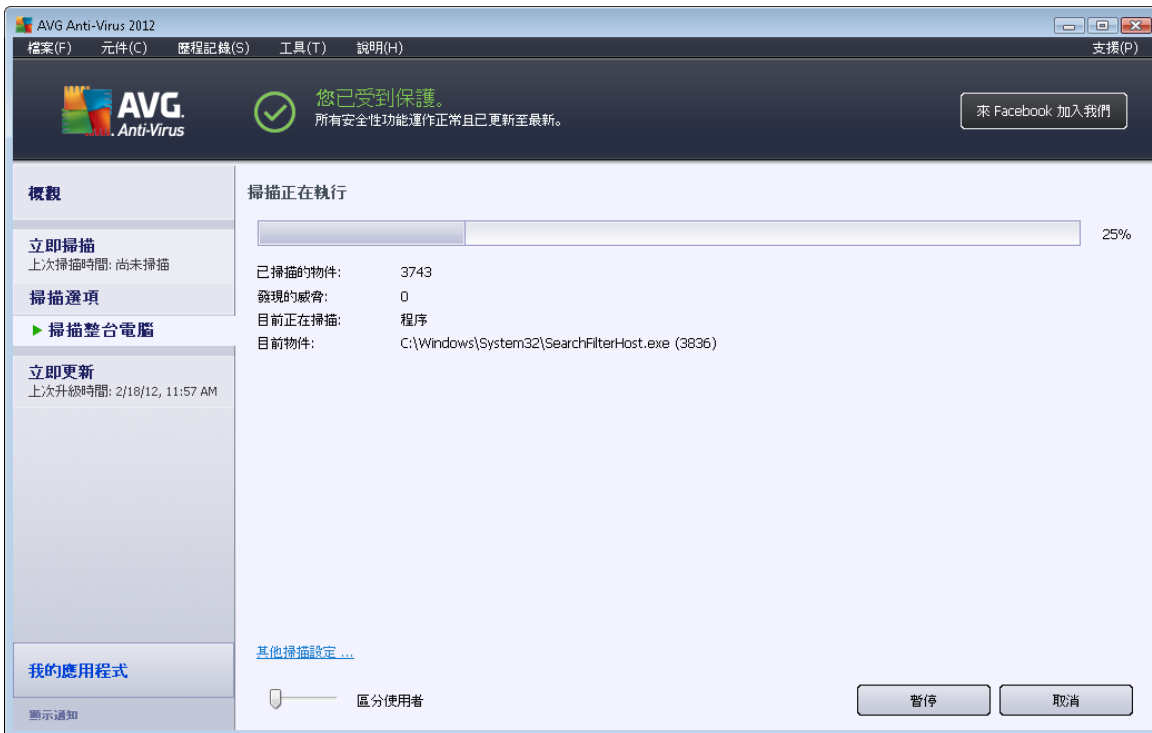 AVG Anti-Virus 2012
檔案(F) 元件(C) 歷程記錄(S) 工具(T) 說明(H) 支援(P)
AVG.
Anti-Virus
您已受到保護。
所有安全性功能運作正常且已更新至最新。
來 Facebook 加入我們
概觀
立即掃描
上次掃描時間: 尚未掃描
掃描選項
掃描整台電腦
立即更新
上次升級時間: 2/18/12, 11:57 AM
我的應用程式
顯示通知
掃描正在執行
25%
已掃描的物件: 3743
發現的威脅: 0
目前正在掃描: 程序
目前物件: C:\Windows\System32\SearchFilterHost.exe (3836)
其他掃描設定 ...
區分使用者
暫停
取消